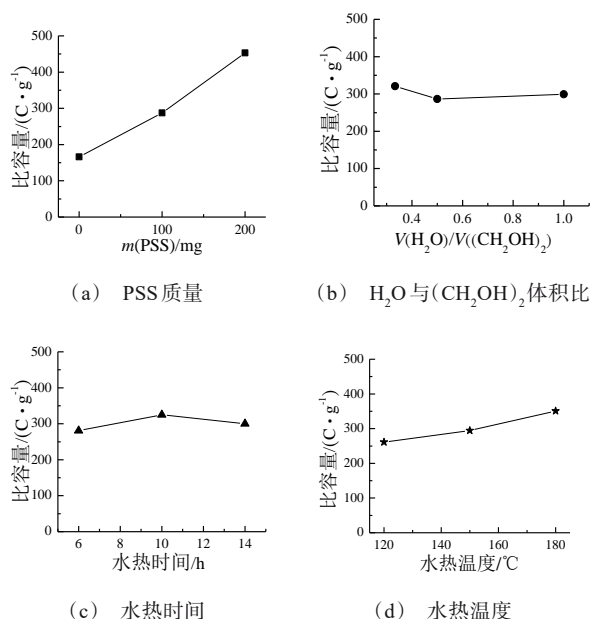 500
400
300
200
100
0
比容量/(C·g⁻¹)
0 100 200
m(PSS)/mg
(a) PSS质量
500
400
300
200
100
0
比容量/(C·g⁻¹)
0.4 0.6 0.8 1.0
V(H₂O)/V((CH₂OH)₂)
(b) H₂O与(CH₂OH)₂体积比
500
400
300
200
100
0
比容量/(C·g⁻¹)
6 8 10 12 14
水热时间/h
(c) 水热时间
500
400
300
200
100
0
比容量/(C·g⁻¹)
120 140 160 180
水热温度/℃
(d) 水热温度